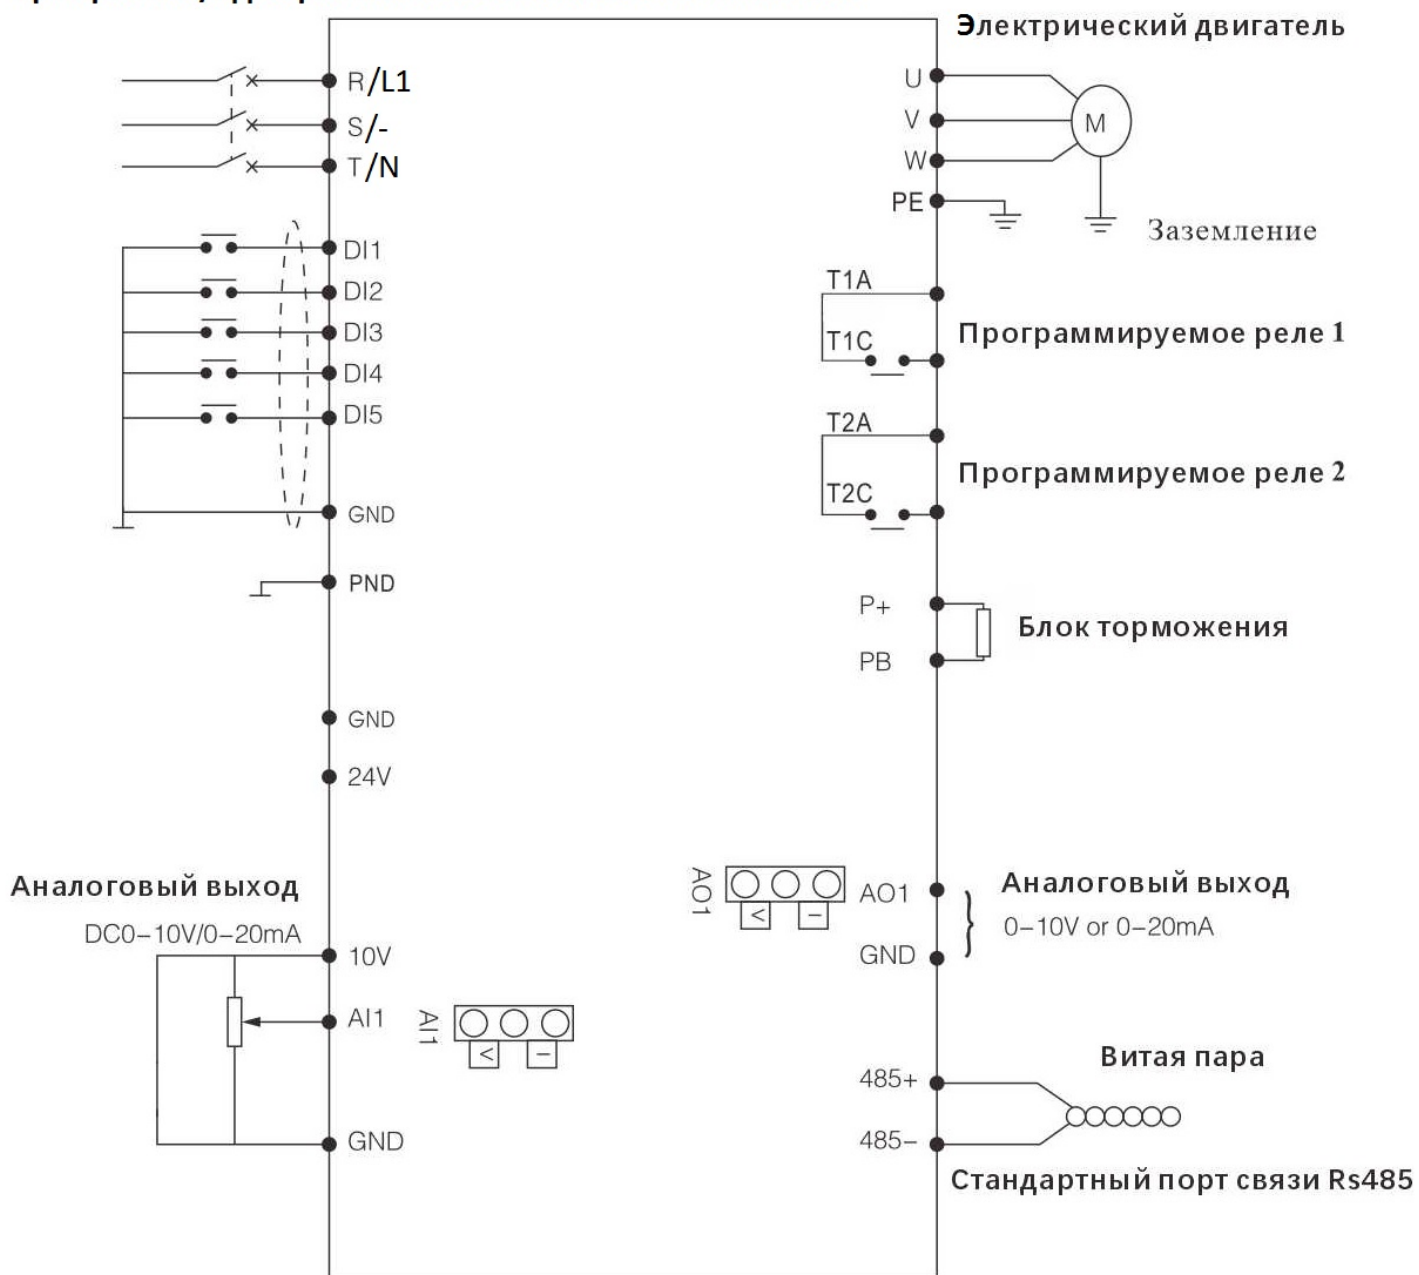 Электрический двигатель
R/L1
S/-
T/N
U
V
W
PE
M
Заземление
DI1
DI2
DI3
DI4
DI5
GND
PND
GND
24V
T1A
T1C
Программируемое реле 1
T2A
T2C
Программируемое реле 2
P+
PB
Блок торможения
Аналоговый выход
DC0-10V/0-20mA
10V
AI1
GND
AI1
V
I
AO1
V
I
AO1
GND
Аналоговый выход
0-10V or 0-20mA
Витая пара
485+
485-
Стандартный порт связи Rs485